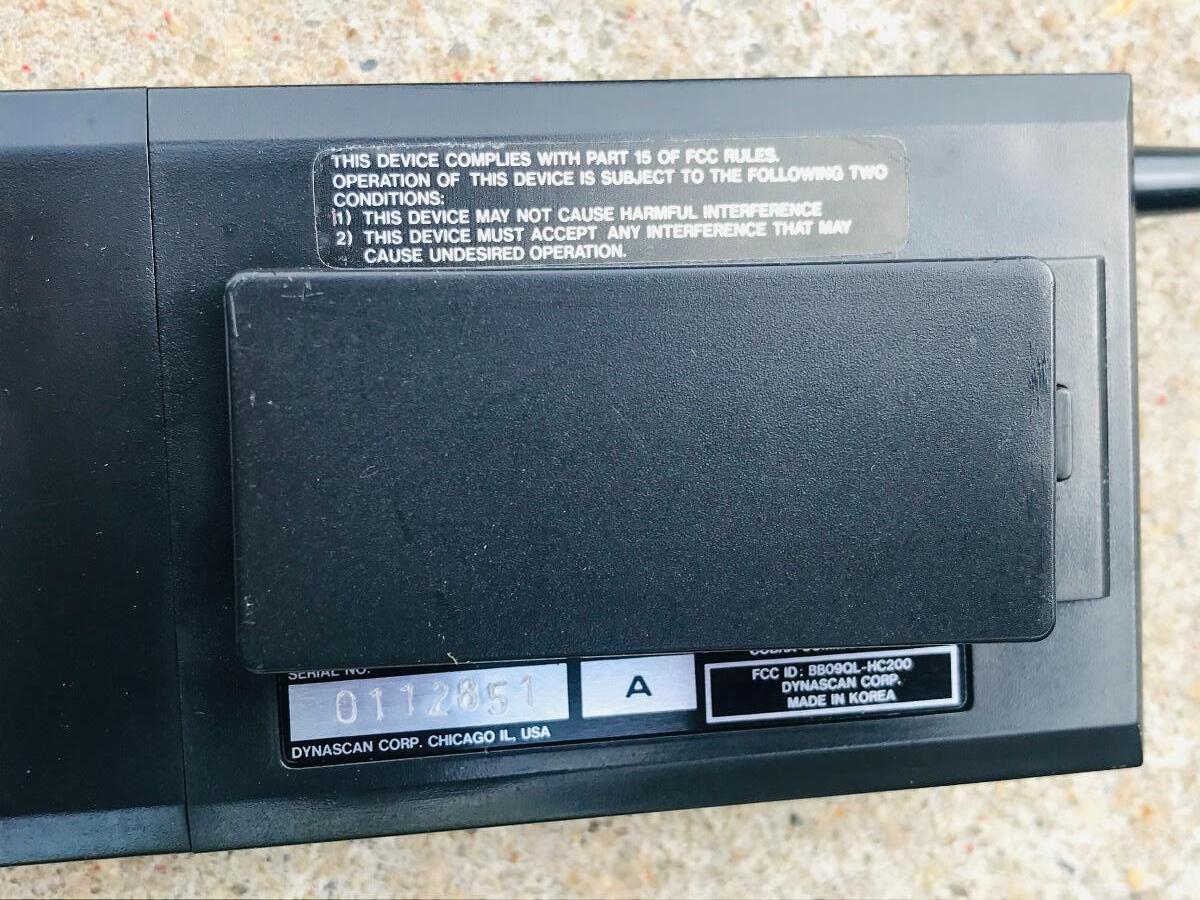 THIS DEVICE COMPLIES WITH PART 15 OF FCC RULES.
OPERATION OF THIS DEVICE IS SUBJECT TO THE FOLLOWING TWO
CONDITIONS:
1) THIS DEVICE MAY NOT CAUSE HARMFUL INTERFERENCE
2) THIS DEVICE MUST ACCEPT ANY INTERFERENCE THAT MAY
CAUSE UNDESIRED OPERATION.
SERIAL NO.
0112851
A
FCC ID: BB09QL-HC200
DYNASCAN CORP.
MADE IN KOREA
DYNASCAN CORP. CHICAGO IL, USA